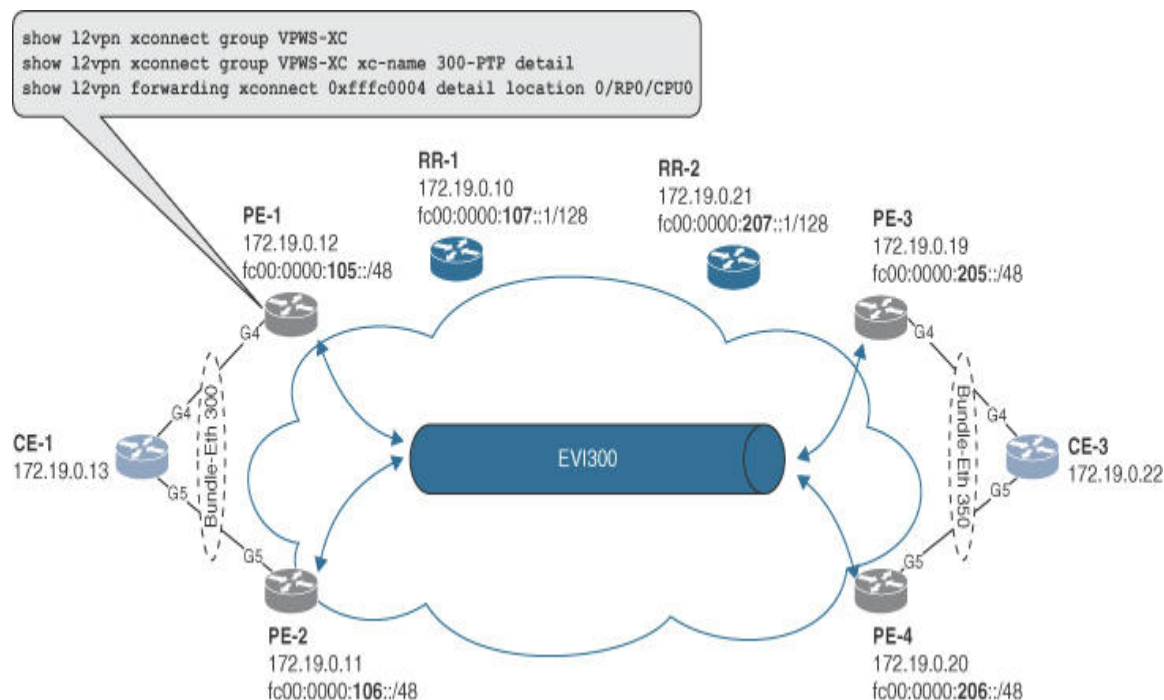 show l2vpn xconnect group VPWS-XC
show l2vpn xconnect group VPWS-XC xc-name 300-PTP detail
show l2vpn forwarding xconnect 0xfffc0004 detail location 0/RP0/CPU0
RR-1
172.19.0.10
fc00:0000:107::1/128
RR-2
172.19.0.21
fc00:0000:207::1/128
PE-1
172.19.0.12
fc00:0000:105::/48
PE-3
172.19.0.19
fc00:0000:205::/48
G4
G4
Bundle-Eth 300
CE-1
172.19.0.13
G5
G5
EVI300
G4
G4
Bundle-Eth 350
CE-3
172.19.0.22
G5
G5
PE-2
172.19.0.11
fc00:0000:106::/48
PE-4
172.19.0.20
fc00:0000:206::/48